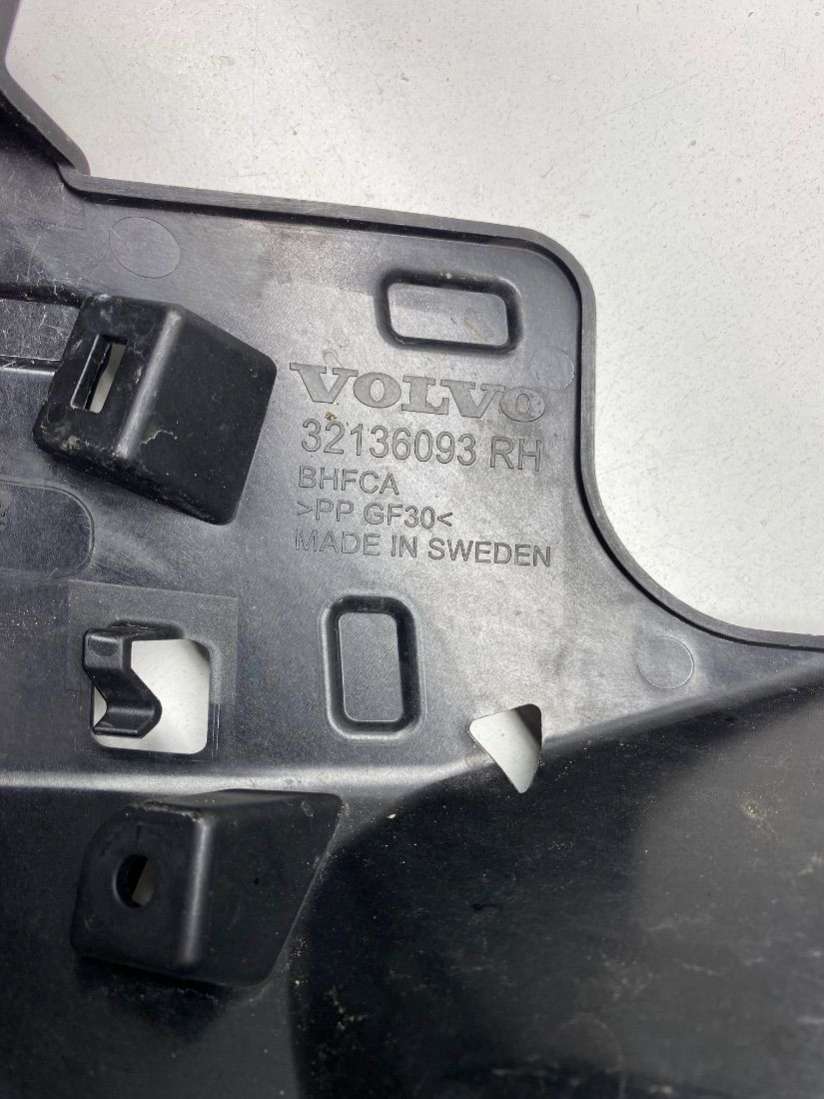 VOLVO
32136093 RH
BHFCA
>PP GF30<
MADE IN SWEDEN